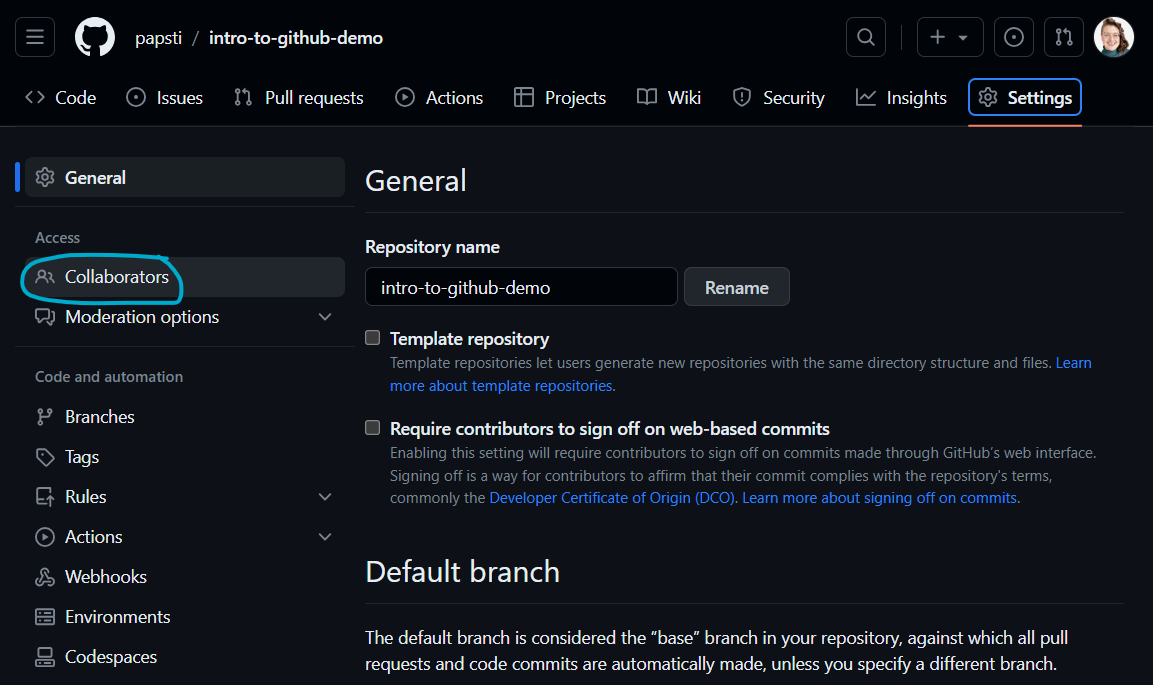 papsti / intro-to-github-demo
Code Issues Pull requests Actions Projects Wiki Security Insights Settings
General
Access
Collaborators
Moderation options
Code and automation
Branches
Tags
Rules
Actions
Webhooks
Environments
Codespaces
General
Repository name
intro-to-github-demo Rename
Template repository
Template repositories let users generate new repositories with the same directory structure and files. Learn
more about template repositories.
Require contributors to sign off on web-based commits
Enabling this setting will require contributors to sign off on commits made through GitHub’s web interface.
Signing off is a way for contributors to affirm that their commit complies with the repository's terms,
commonly the Developer Certificate of Origin (DCO). Learn more about signing off on commits.
Default branch
The default branch is considered the “base” branch in your repository, against which all pull
requests and code commits are automatically made, unless you specify a different branch.